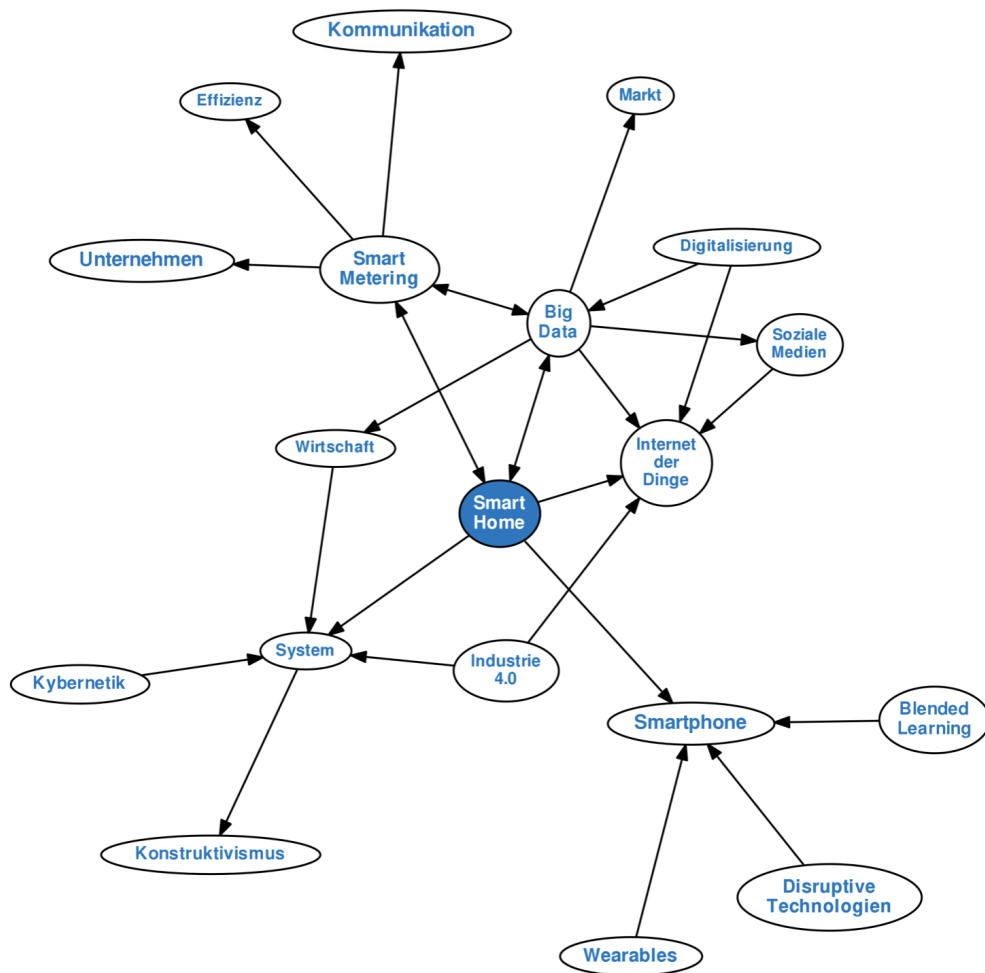 Kommunikation
Effizienz
Markt
Unternehmen
Smart
Metering
Digitalisierung
Big
Data
Soziale
Medien
Wirtschaft
Internet
der
Dinge
Smart
Home
System
Industrie
4.0
Kybernetik
Smartphone
Blended
Learning
Konstruktivismus
Disruptive
Technologien
Wearables